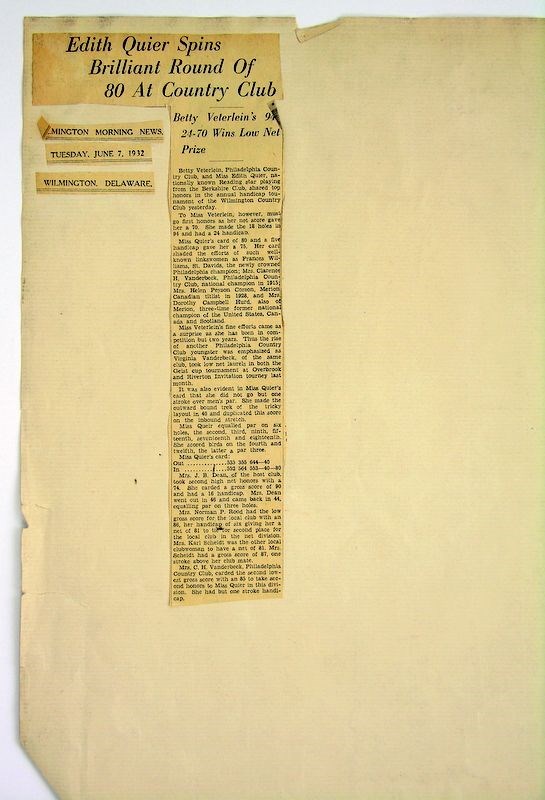 Edith Quier Spins
Brilliant Round Of
80 At Country Club
MINGTON MORNING NEWS,
TUESDAY, JUNE 7, 1932
WILMINGTON, DELAWARE,
Betty Veterlein's 94-
24-70 Wins Low Net
Prize
Betty Veterlein, Philadelphia Coun-
try Club, and Miss Edith Quier, na-
tionally known Reading star playing
from the Berkshire Club, shared top
honors in the annual handicap tour-
nament of the Wilmington Country
Club yesterday.
To Miss Veterlein, however, must
go first honors as her net score gave
her a 70. She made the 18 holes in
94 and had a 24 handicap.
Miss Quier's card of 80 and a five
handicap gave her a 75. Her card
shaded the efforts of such well-
known linkswomen as Frances Wil-
liams, St. Davids, the newly crowned
Philadelphia champion; Mrs. Clarence
H. Vanderbeck, Philadelphia Coun-
try Club, national champion in 1915;
Mrs. Helen Peyson Corson, Merion,
Canadian titlist in 1928, and Mrs.
Dorothy Campbell Hurd, also of
Merion, three-time former national
champion of the United States, Can-
ada and Scotland.
Miss Veterlein's fine efforts came as
a surprise as she has been in com-
petition but two years. Thus the rise
of another Philadelphia Country
Club youngster was emphasized as
Virginia Vanderbeck, of the same
club, took low net laurels in both the
Geist cup tournament at Overbrook
and Riverton Invitation tourney last
month.
It was also evident in Miss Quier's
card that she did not go but one
stroke over men's par. She made the
outward bound trek of the tricky
layout in 40 and duplicated this score
on the inbound stretch.
Miss Queir equalled par on six
holes, the second, third, ninth, fif-
teenth, seventeenth and eighteenth.
She scored birds on the fourth and
twelfth, the latter a par three.
Miss Quier's card:
Out 533 355 644—40
In 552 564 553—40—80
Mrs. J. B. Dean, of the host club,
took second high net honors with a
74. She carded a gross score of 90
and had a 16 handicap. Mrs. Dean
went out in 46 and came back in 44,
equalling par on three holes.
Mrs. Norman P. Rood had the low
gross score for the local club with an
86, her handicap of six giving her a
net of 81 to tie for second place for
the local club in the net division.
Mrs. Karl Scheidt was the other local
clubwoman to have a net of 81. Mrs.
Scheidt had a gross score of 87, one
stroke above her club mate.
Mrs. C. H. Vanderbeck, Philadelphia
Country Club, carded the second low-
est gross score with an 85 to take sec-
ond honors to Miss Quier in this divi-
sion. She had but one stroke handi-
cap.